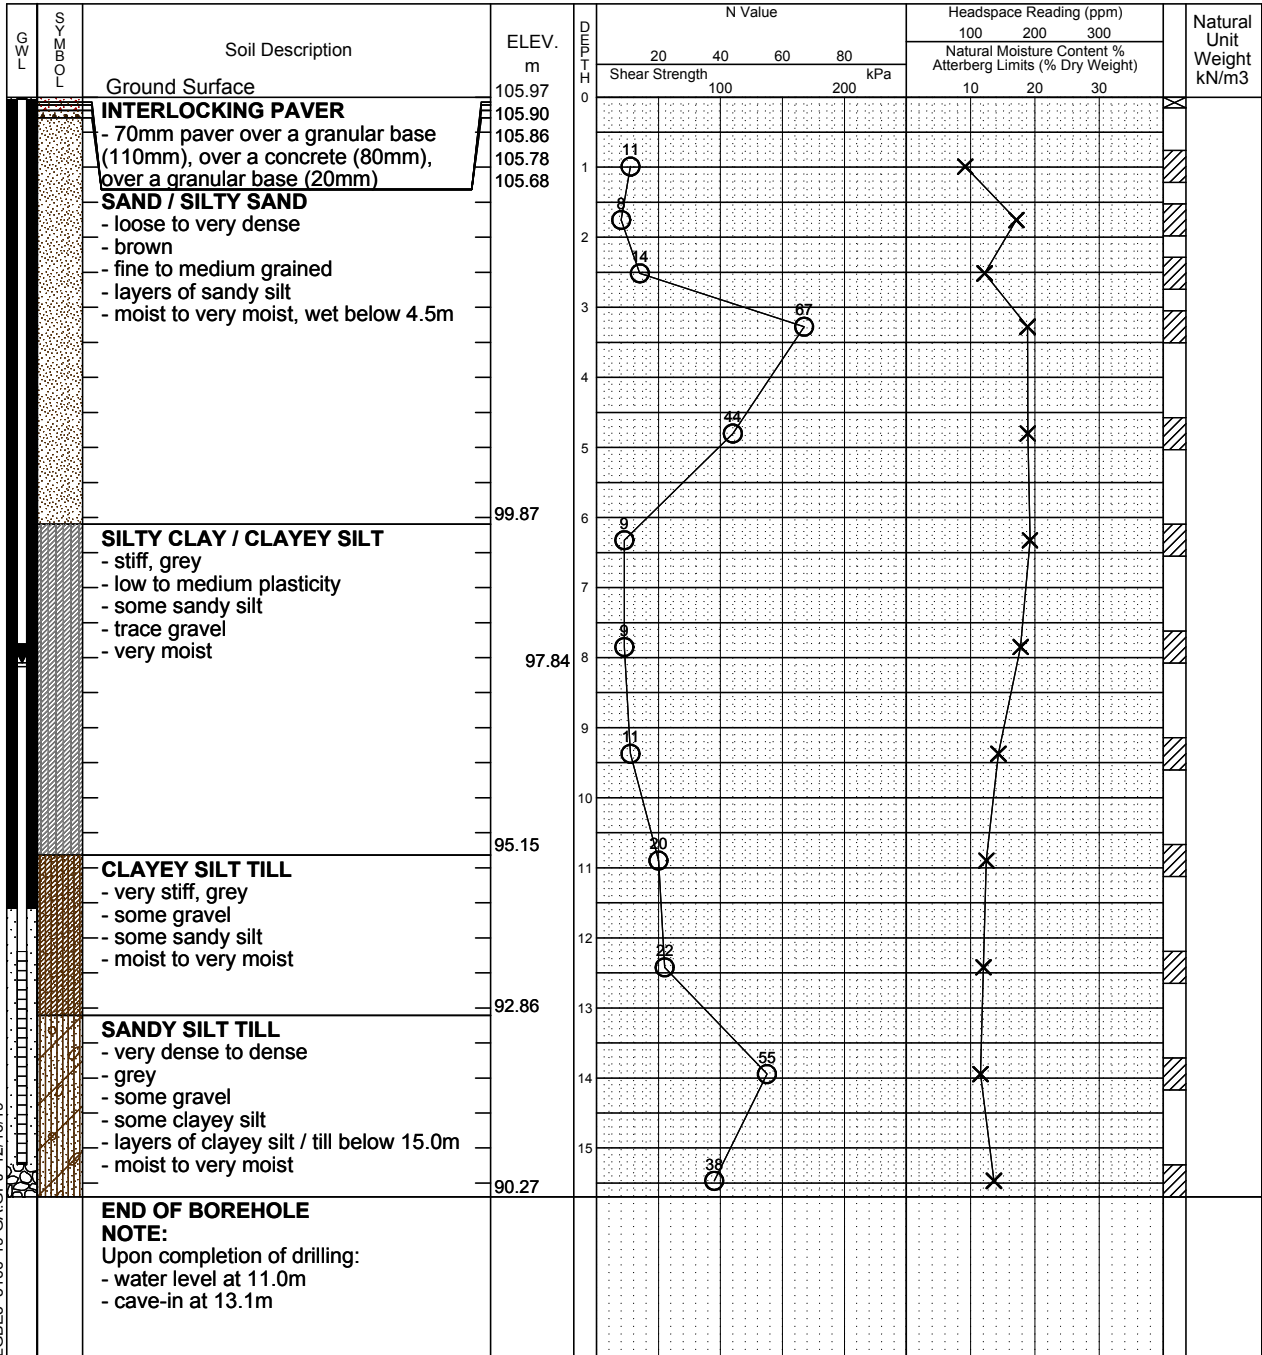 GWL
SYMBOL
Soil Description
Ground Surface
ELEV.
m
105.97
DEPTH
N Value
20 40 60 80
Shear Strength kPa
100 200
Headspace Reading (ppm)
100 200 300
Natural Moisture Content %
Atterberg Limits (% Dry Weight)
10 20 30
Natural
Unit
Weight
kN/m3
0
INTERLOCKING PAVER
- 70mm paver over a granular base
(110mm), over a concrete (80mm),
over a granular base (20mm)
105.90
105.86
105.78
105.68
SAND / SILTY SAND
- loose to very dense
- brown
- fine to medium grained
- layers of sandy silt
- moist to very moist, wet below 4.5m
99.87
SILTY CLAY / CLAYEY SILT
- stiff, grey
- low to medium plasticity
- some sandy silt
- trace gravel
- very moist
97.84
95.15
CLAYEY SILT TILL
- very stiff, grey
- some gravel
- some sandy silt
- moist to very moist
92.86
SANDY SILT TILL
- very dense to dense
- grey
- some gravel
- some clayey silt
- layers of clayey silt / till below 15.0m
- moist to very moist
90.27
END OF BOREHOLE
NOTE:
Upon completion of drilling:
- water level at 11.0m
- cave-in at 13.1m
1
2
3
4
5
6
7
8
9
10
11
12
13
14
15
11
8
14
67
44
9
9
11
20
22
55
38